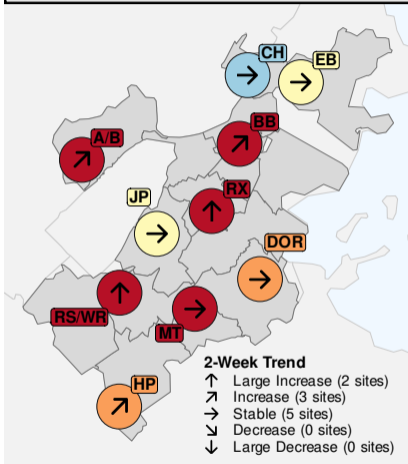 CH
EB
BB
A/B
RX
JP
DOR
RS/WR
MT
HP
2-Week Trend
↑ Large Increase (2 sites)
↗ Increase (3 sites)
→ Stable (5 sites)
↘ Decrease (0 sites)
↓ Large Decrease (0 sites)